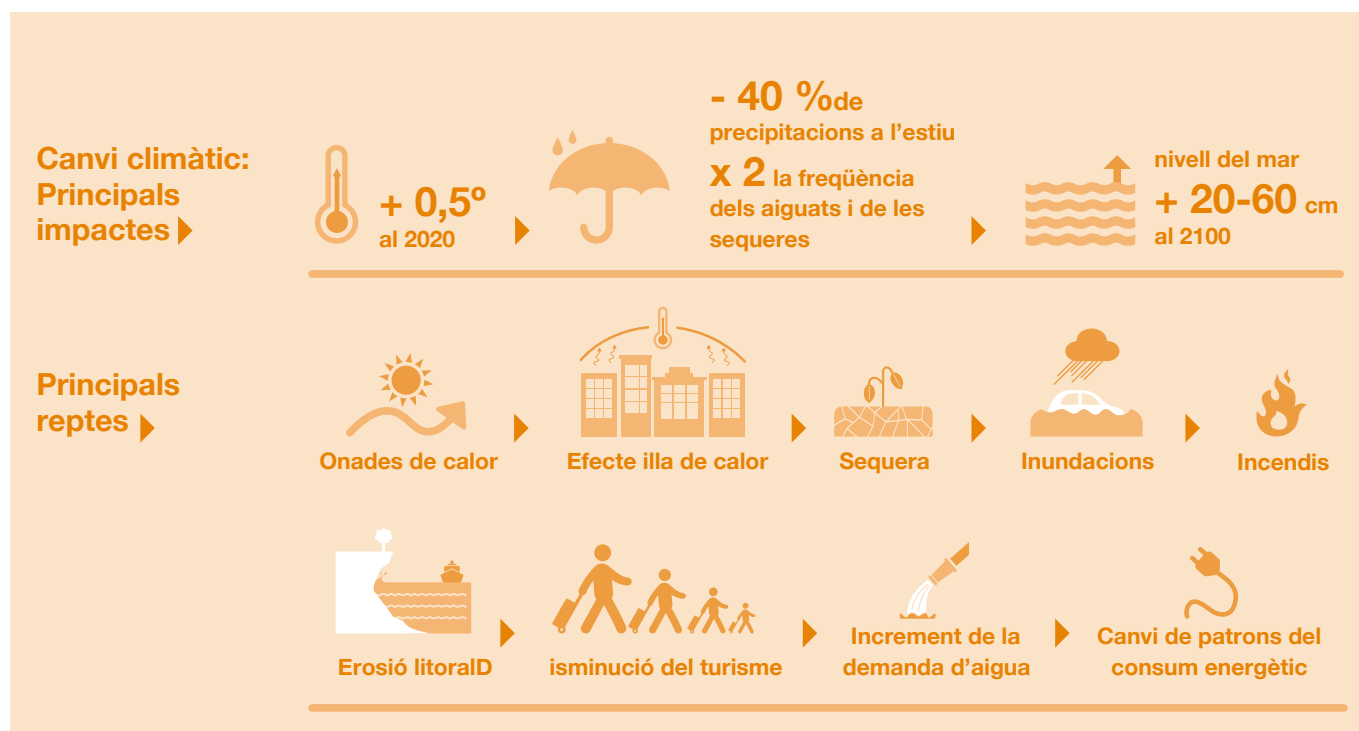 Canvi climàtic:
Principals
impactes
+ 0,5º
al 2020
- 40 %de
precipitacions a l'estiu
x 2 la freqüència
dels aiguats i de les
sequeres
nivell del mar
+ 20-60 cm
al 2100
Principals
reptes
Onades de calor
Efecte illa de calor
Sequera
Inundacions
Incendis
Erosió litoralD
isminució del turisme
Increment de la
demanda d'aigua
Canvi de patrons del
consum energètic